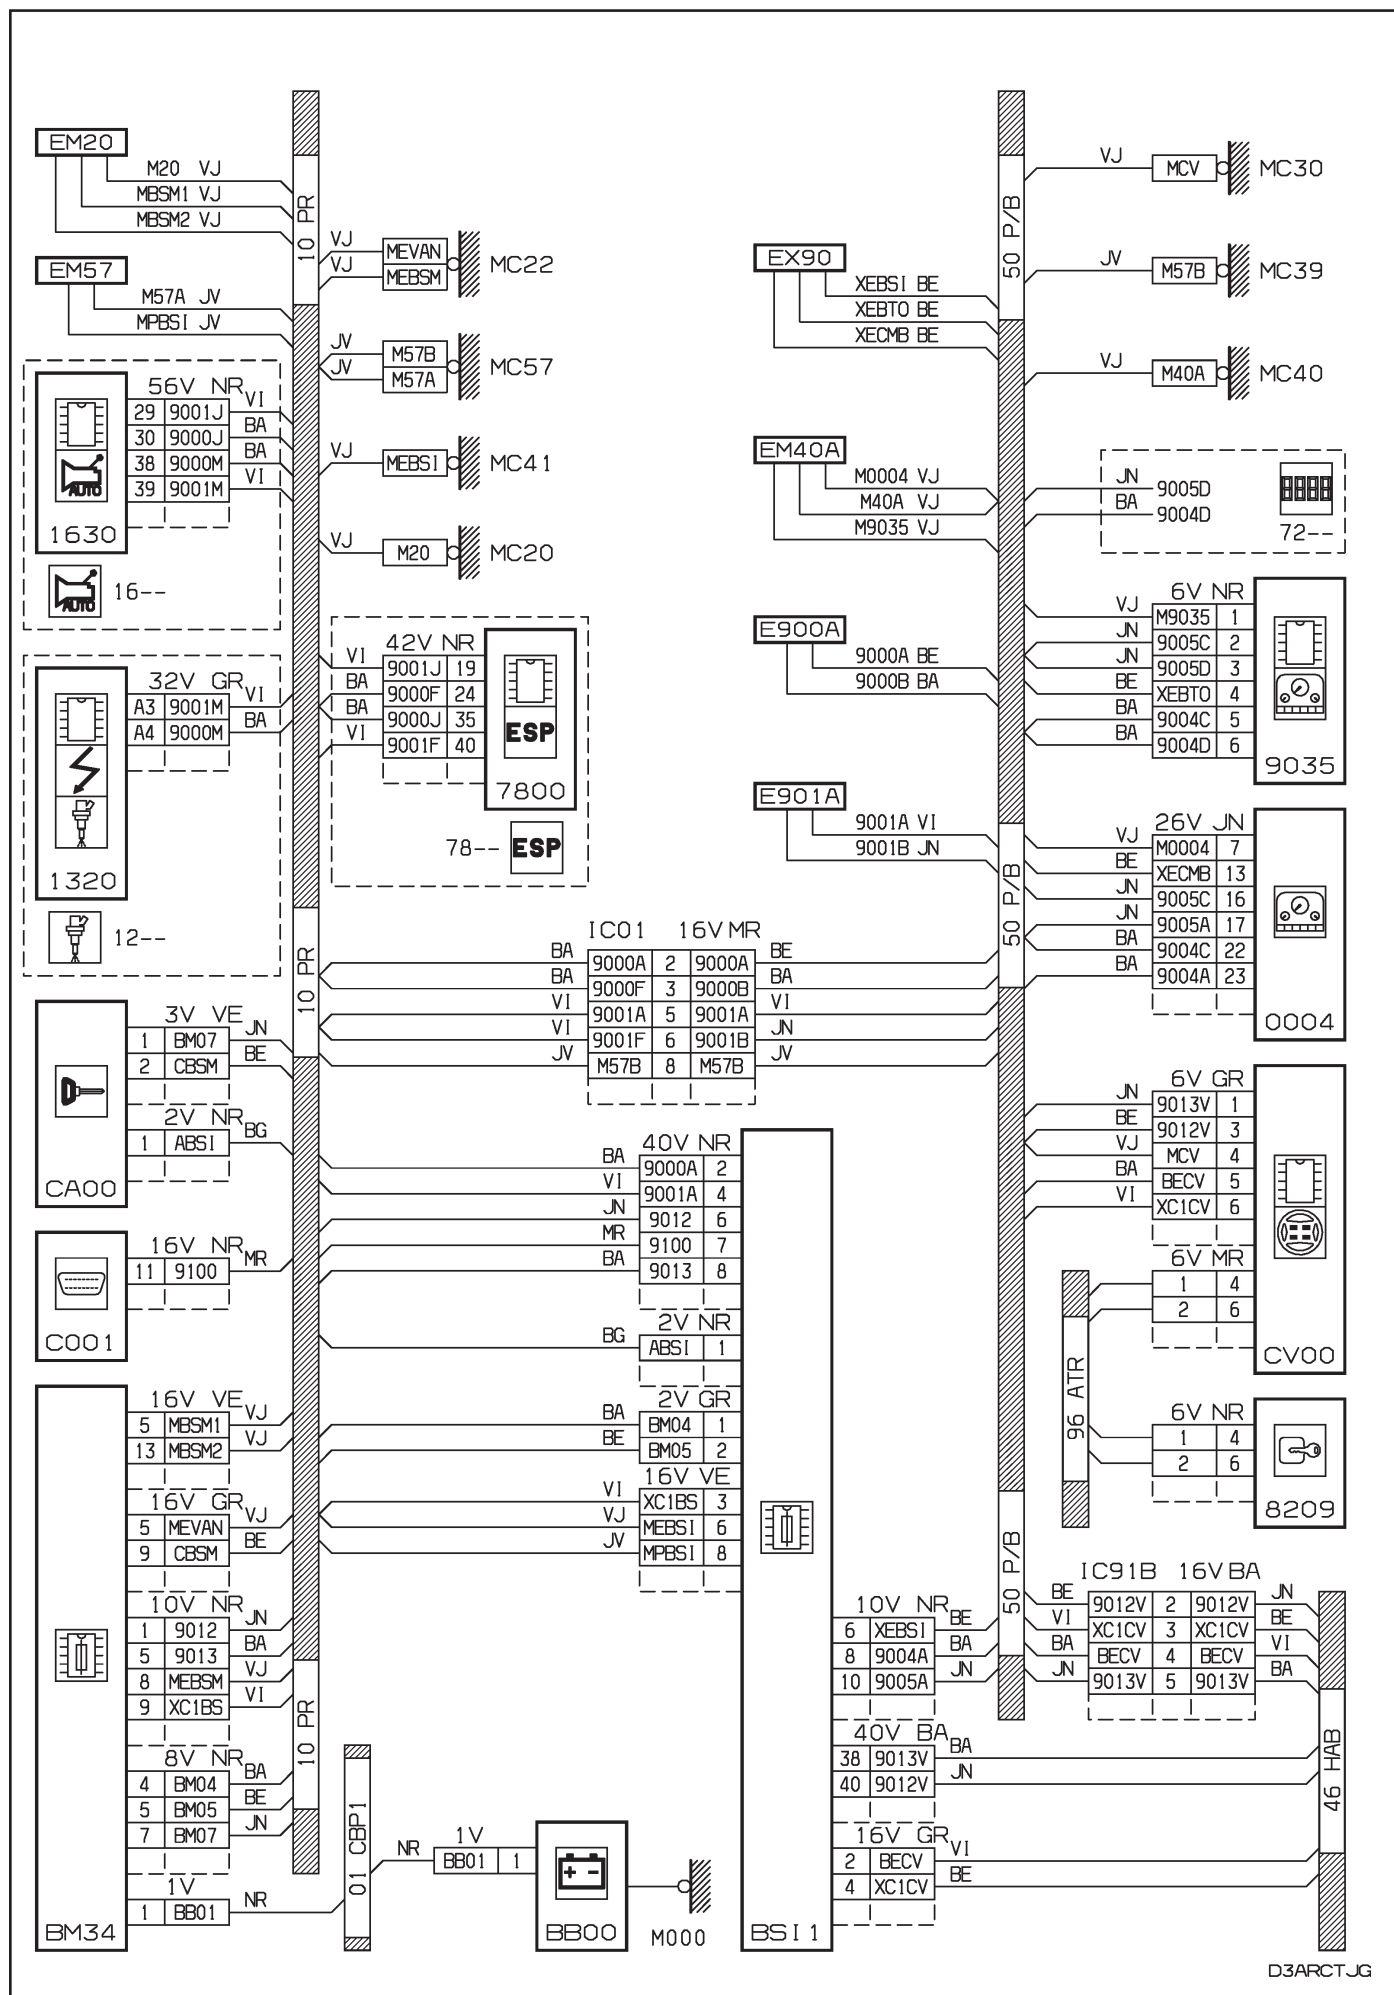 EM20
M20 VJ
MBSM1 VJ
MBSM2 VJ
EM57
M57A JV
MPBSI JV
10 PR
VJ MEVAN
VJ MEBSM
MC22
JV M57B
JV M57A
MC57
VJ MEBSI MC41
VJ M20 MC20
56V NR
29 9001J VI
30 9000J BA
38 9000M BA
39 9001M VI
AUTO
1630
AUTO
16--
32V GR
A3 9001M VI
A4 9000M BA
1320
12--
42V NR
VI 9001J 19
BA 9000F 24
BA 9000J 35
VI 9001F 40
ESP
7800
78-- ESP
50 P/B
VJ MCV MC30
JV M57B MC39
VJ M40A MC40
EX90
XEBSI BE
XEBTO BE
XECMB BE
EM40A
M0004 VJ
M40A VJ
M9035 VJ
JN 9005D
BA 9004D
72--
E900A
9000A BE
9000B BA
6V NR
VJ M9035 1
JN 9005C 2
JN 9005D 3
BE XEBTO 4
BA 9004C 5
BA 9004D 6
9035
E901A
9001A VI
9001B JN
50 P/B
26V JN
VJ M0004 7
BE XECMB 13
JN 9005C 16
JN 9005A 17
BA 9004C 22
BA 9004A 23
0004
10 PR
IC01 16V MR
BA 9000A 2 9000A BE
BA 9000F 3 9000B BA
VI 9001A 5 9001A VI
VI 9001F 6 9001B JN
JV M57B 8 M57B JV
3V VE
1 BM07 JN
2 CBSM BE
2V NR
1 ABSI BG
CA00
16V NR
11 9100 MR
C001
40V NR
BA 9000A 2
VI 9001A 4
JN 9012 6
MR 9100 7
BA 9013 8
2V NR
BG ABSI 1
2V GR
BA BM04 1
BE BM05 2
16V VE
VI XC1BS 3
VJ MEBSI 6
JV MPBSI 8
6V GR
JN 9013V 1
BE 9012V 3
VJ MCV 4
BA BECV 5
VI XC1CV 6
6V MR
1 4
2 6
CV00
96 ATR
6V NR
1 4
2 6
8209
16V VE
5 MBSM1 VJ
13 MBSM2 VJ
16V GR
5 MEVAN VJ
9 CBSM BE
10V NR
1 9012 JN
5 9013 BA
8 MEBSM VJ
9 XC1BS VI
8V NR
4 BM04 BA
5 BM05 BE
7 BM07 JN
1V
1 BB01 NR
BM34
10 PR
01 CBP1
1V
NR BB01 1
BB00
M000
10V NR
6 XEBSI BE
8 9004A BA
10 9005A JN
40V BA
38 9013V BA
40 9012V JN
16V GR
2 BECV VI
4 XC1CV BE
BSI1
50 P/B
IC91B 16V BA
BE 9012V 2 9012V JN
VI XC1CV 3 XC1CV BE
BA BECV 4 BECV VI
JN 9013V 5 9013V BA
46 HAB
D3ARCTJG